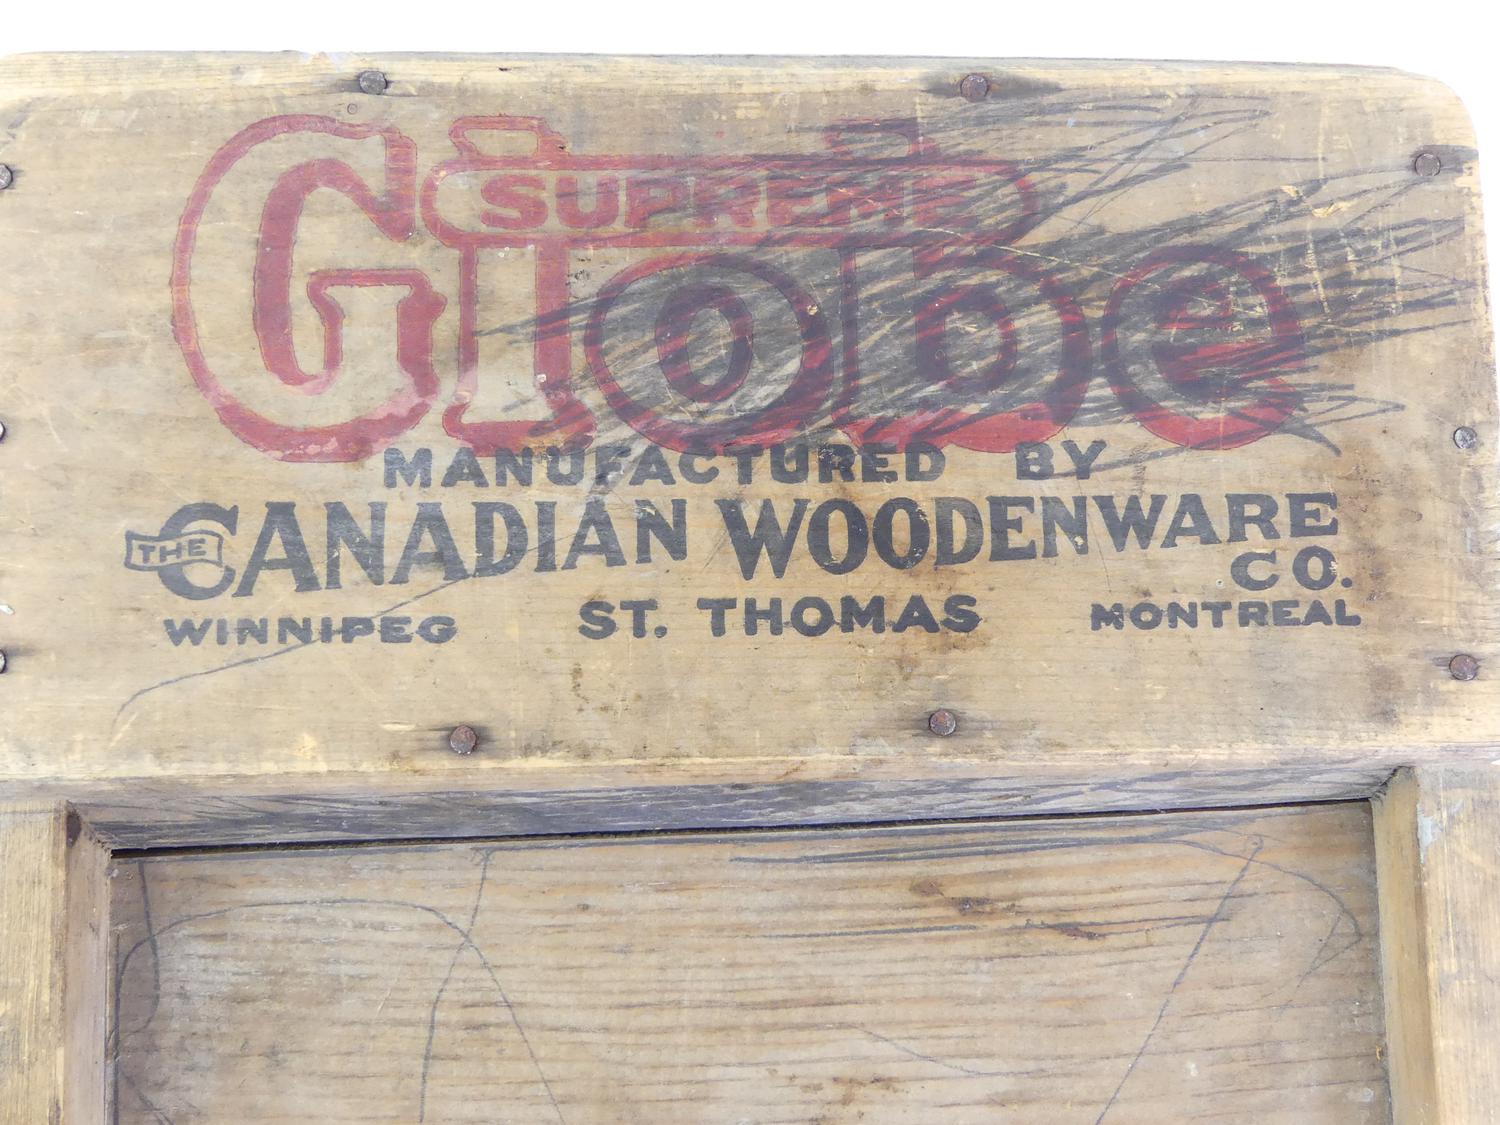 SUPREME
Globe
MANUFACTURED BY
THE CANADIAN WOODENWARE
CO.
WINNIPEG ST. THOMAS MONTREAL